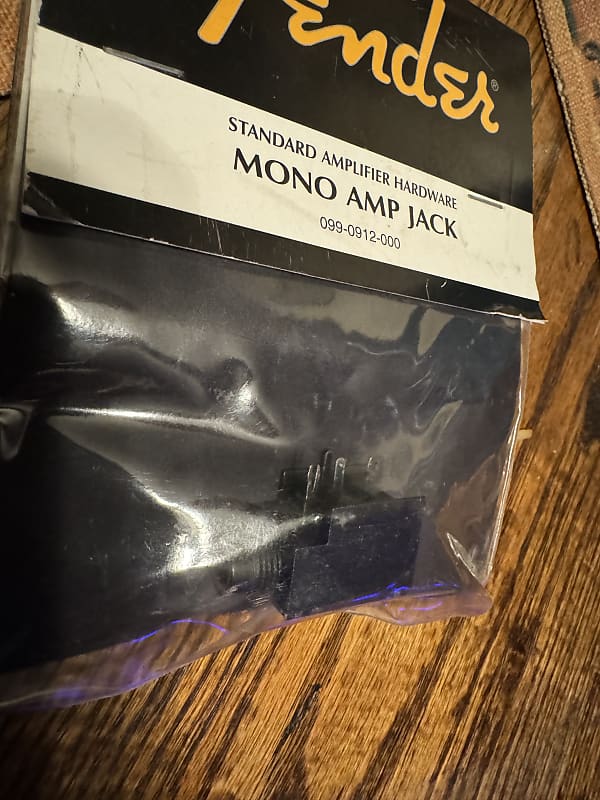 Fender®
STANDARD AMPLIFIER HARDWARE
MONO AMP JACK
099-0912-000